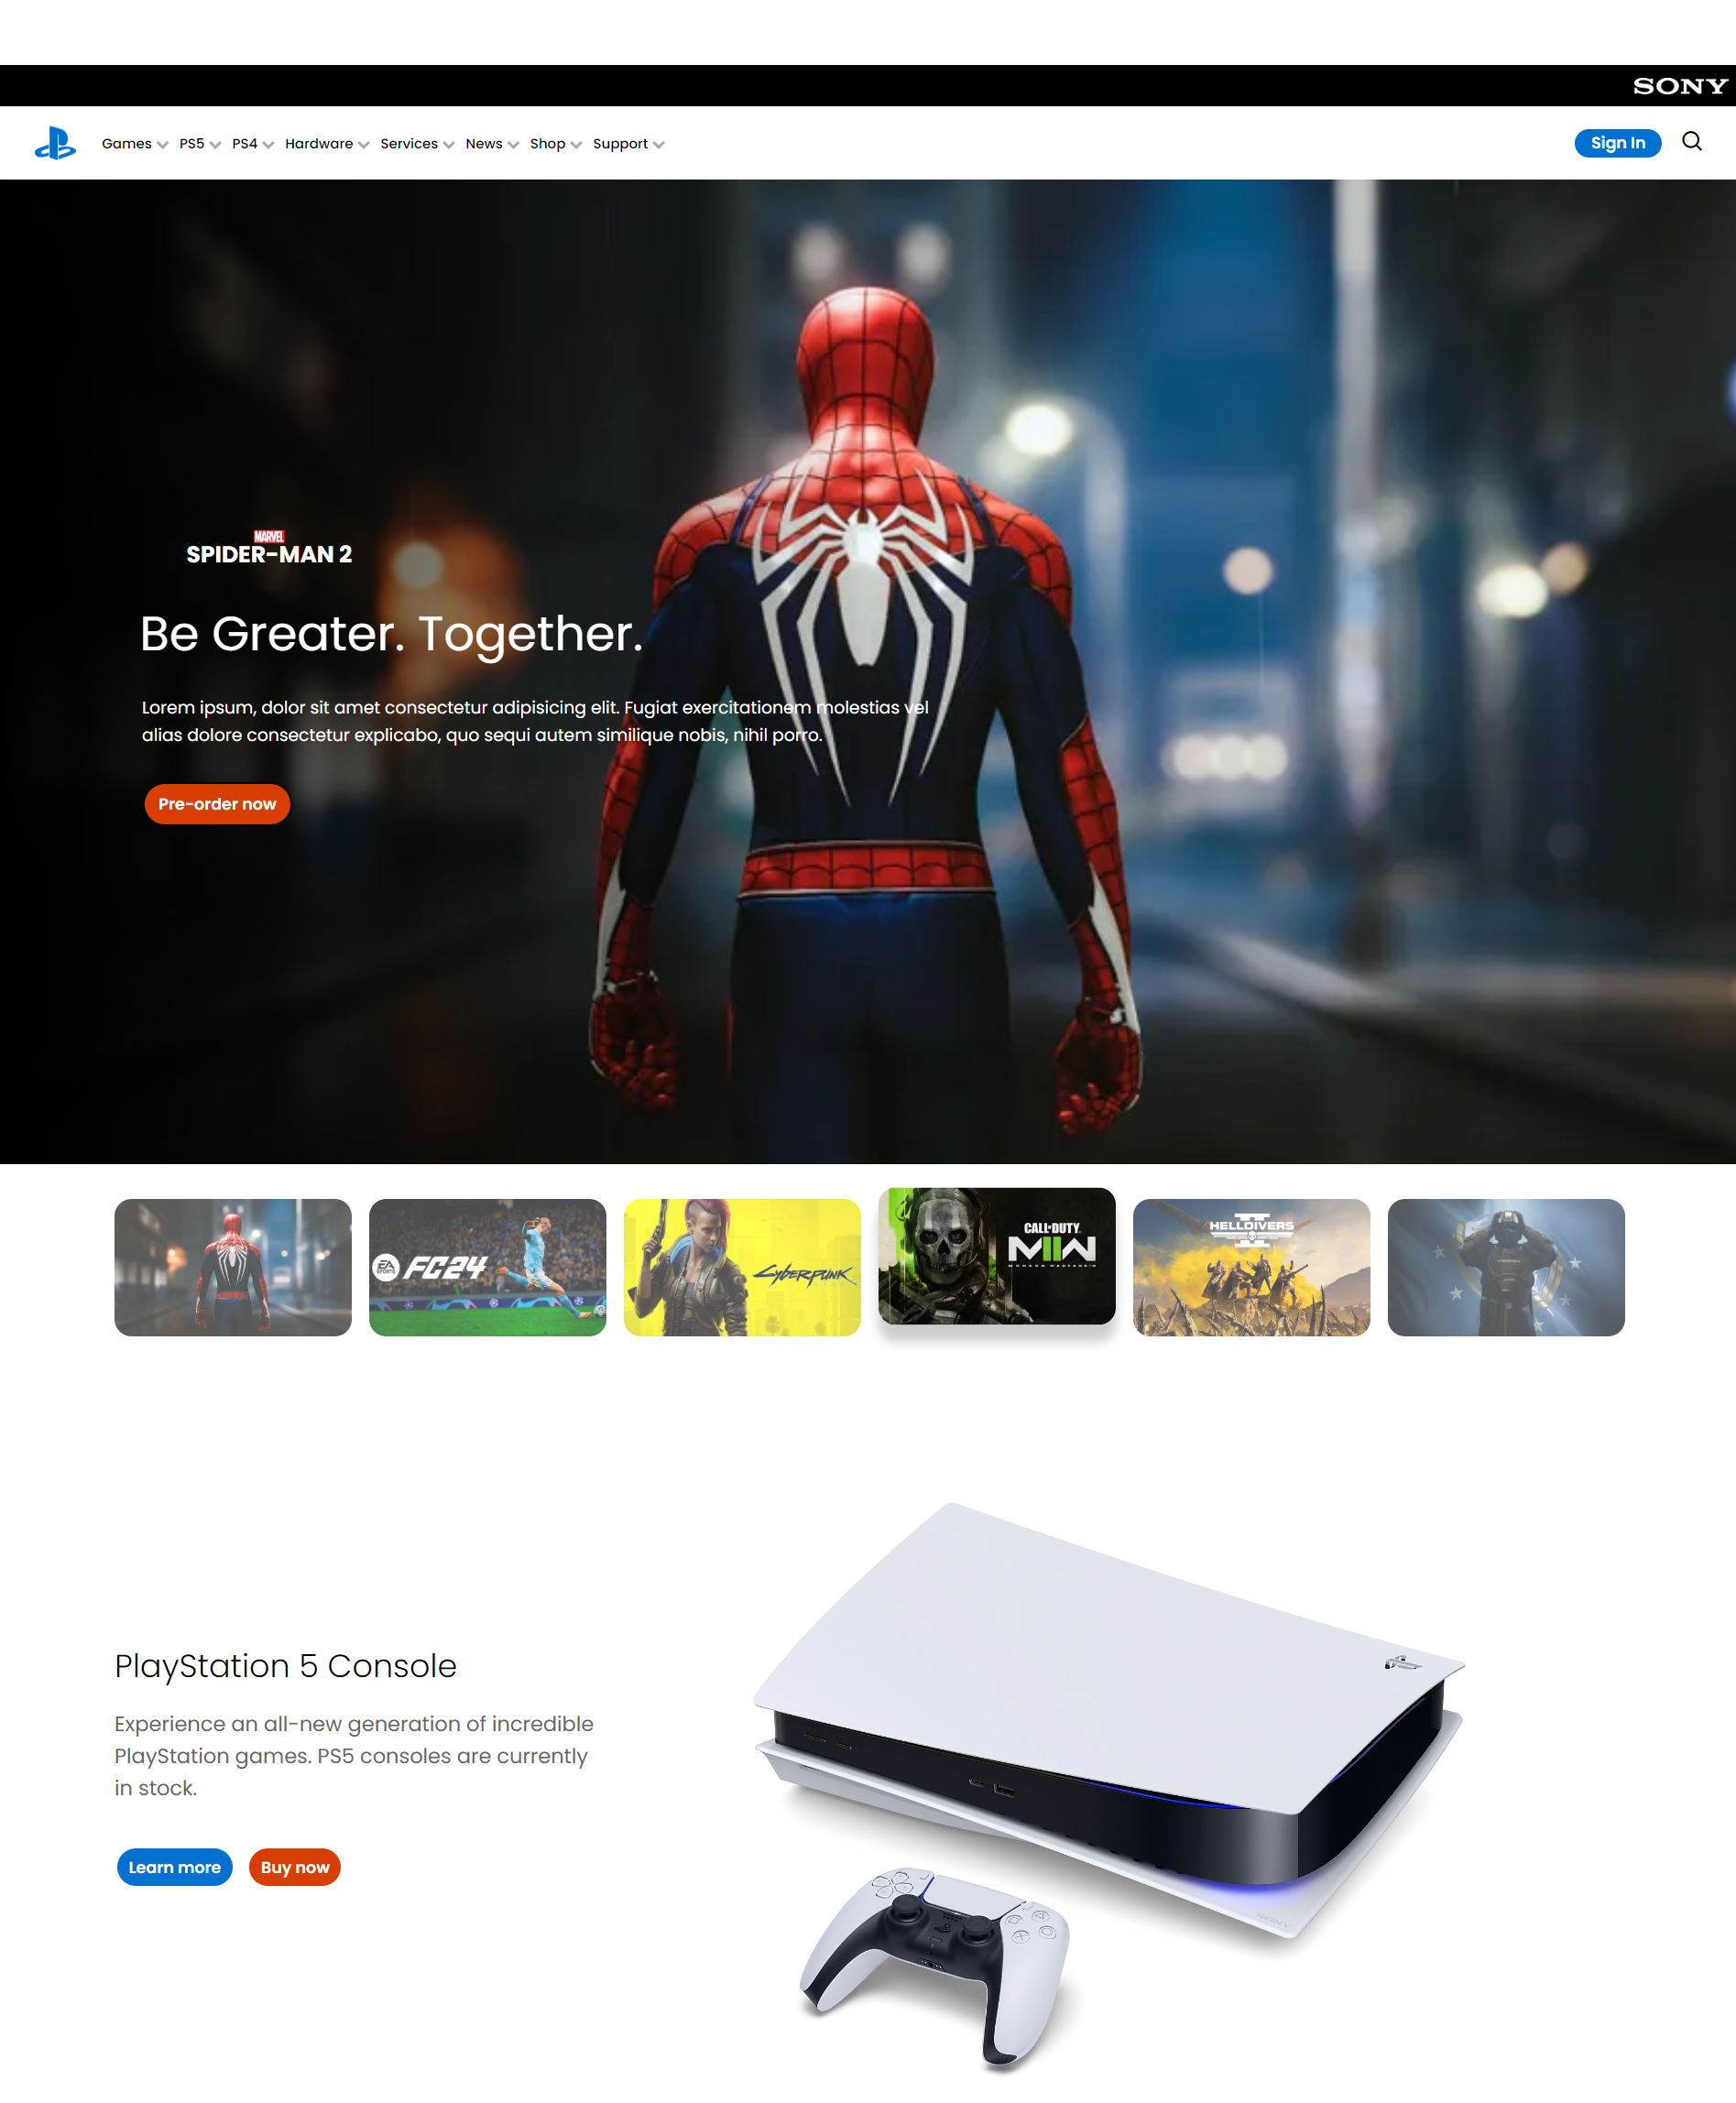 SONY
Games PS5 PS4 Hardware Services News Shop Support
Sign In
MARVEL
SPIDER-MAN 2
Be Greater. Together.
Lorem ipsum, dolor sit amet consectetur adipisicing elit. Fugiat exercitationem molestias vel
alias dolore consectetur explicabo, quo sequi autem similique nobis, nihil porro.
Pre-order now
EA SPORTS FC24
CYBERPUNK
CALL OF DUTY
MWII
MODERN WARFARE II
HELLDIVERS
II
PlayStation 5 Console
Experience an all-new generation of incredible
PlayStation games. PS5 consoles are currently
in stock.
Learn more Buy now
SONY